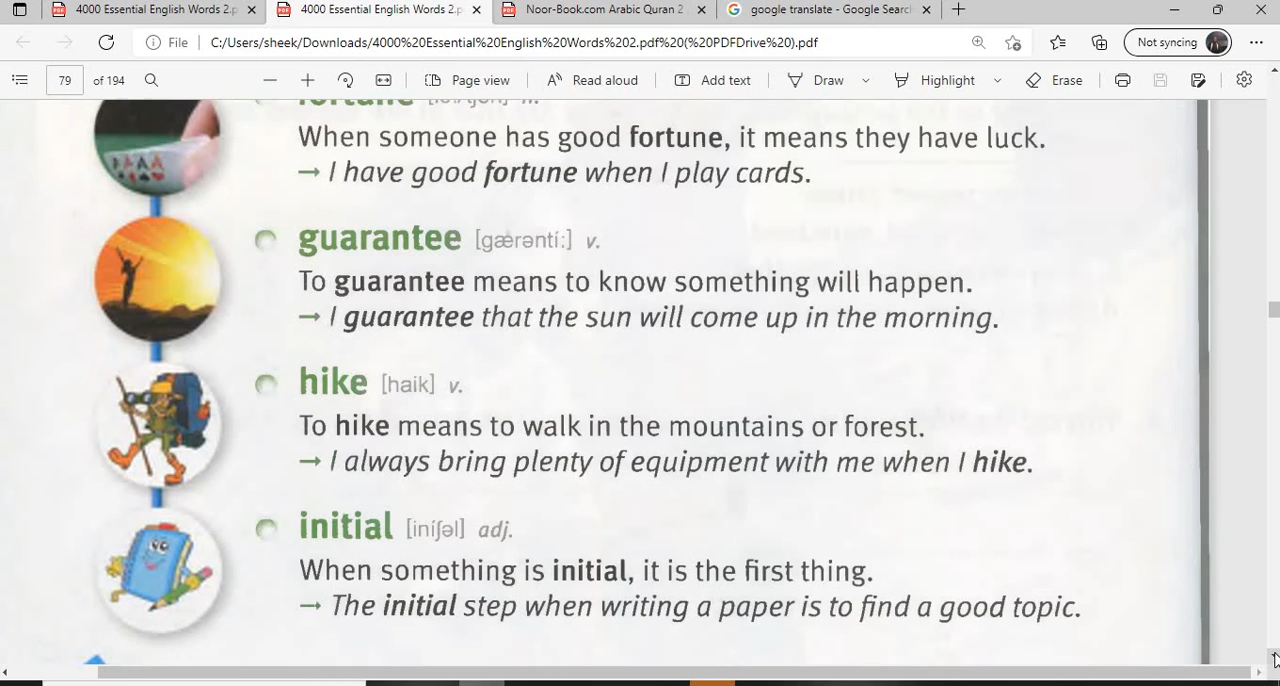 4000 Essential English Words 2.p
4000 Essential English Words 2.p
Noor-Book.com Arabic Quran 2
google translate - Google Searc
File
C:/Users/sheek/Downloads/4000%20Essential%20English%20Words%202.pdf%20(%20PDFDrive%20).pdf
Not syncing
79 of 194
Page view
Read aloud
Add text
Draw
Highlight
Erase
fortune
When someone has good fortune, it means they have luck.
→ I have good fortune when I play cards.
guarantee [gæ̀rəntíː] v.
To guarantee means to know something will happen.
→ I guarantee that the sun will come up in the morning.
hike [haik] v.
To hike means to walk in the mountains or forest.
→ I always bring plenty of equipment with me when I hike.
initial [iníʃəl] adj.
When something is initial, it is the first thing.
→ The initial step when writing a paper is to find a good topic.